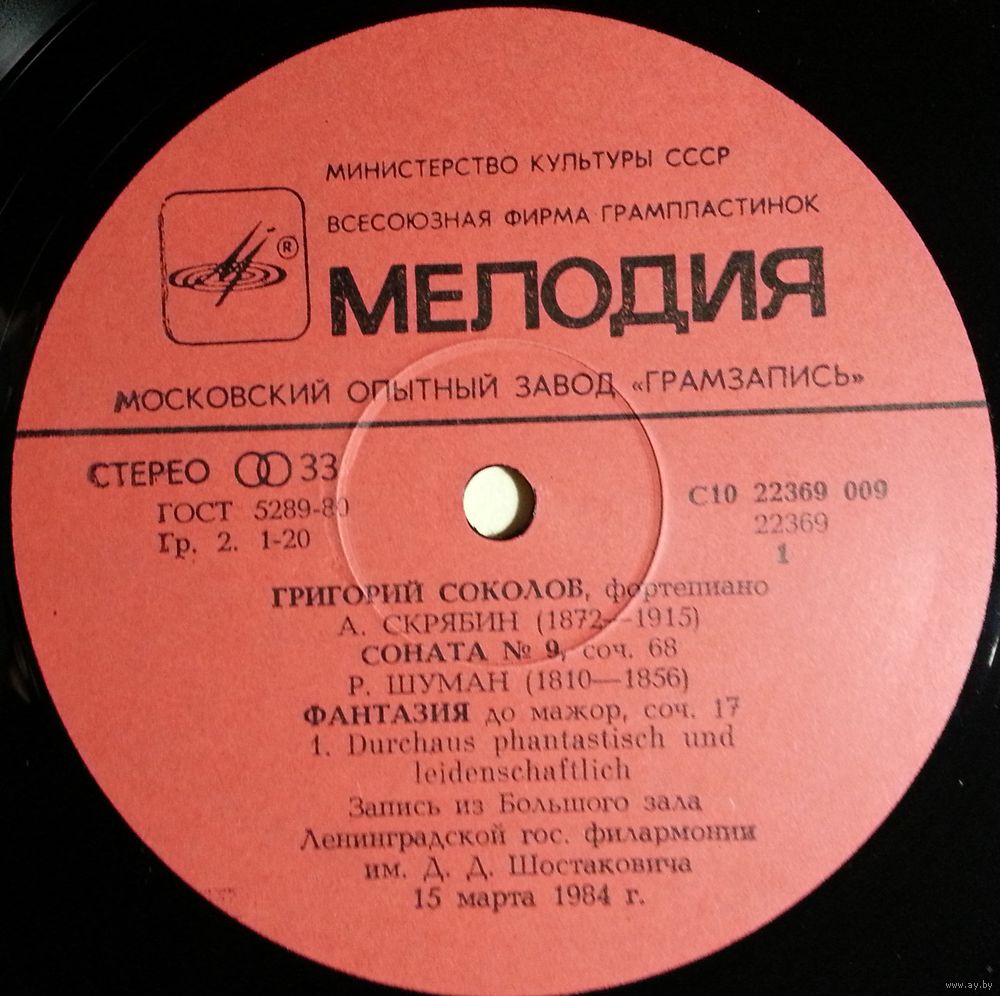 МИНИСТЕРСТВО КУЛЬТУРЫ СССР
ВСЕСОЮЗНАЯ ФИРМА ГРАМПЛАСТИНОК
®
МЕЛОДИЯ
МОСКОВСКИЙ ОПЫТНЫЙ ЗАВОД «ГРАМЗАПИСЬ»
СТЕРЕО 33
ГОСТ 5289-80
Гр. 2. 1-20
С10 22369 009
22369
1
ГРИГОРИЙ СОКОЛОВ, фортепиано
А. СКРЯБИН (1872—1915)
СОНАТА № 9, соч. 68
Р. ШУМАН (1810—1856)
ФАНТАЗИЯ до мажор, соч. 17
1. Durchaus phantastisch und
leidenschaftlich
Запись из Большого зала
Ленинградской гос. филармонии
им. Д. Д. Шостаковича
15 марта 1984 г.
www.ay.by